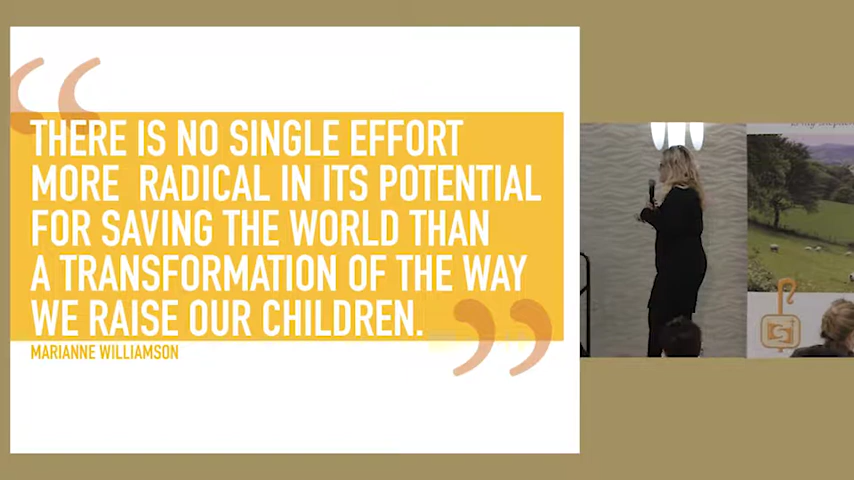 THERE IS NO SINGLE EFFORT
MORE RADICAL IN ITS POTENTIAL
FOR SAVING THE WORLD THAN
A TRANSFORMATION OF THE WAY
WE RAISE OUR CHILDREN.
MARIANNE WILLIAMSON